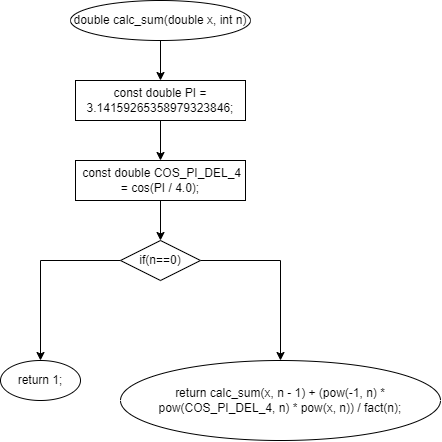 double calc_sum(double x, int n)
const double PI =
3.14159265358979323846;
const double COS_PI_DEL_4
= cos(PI / 4.0);
if(n==0)
return 1;
return calc_sum(x, n - 1) + (pow(-1, n) *
pow(COS_PI_DEL_4, n) * pow(x, n)) / fact(n);